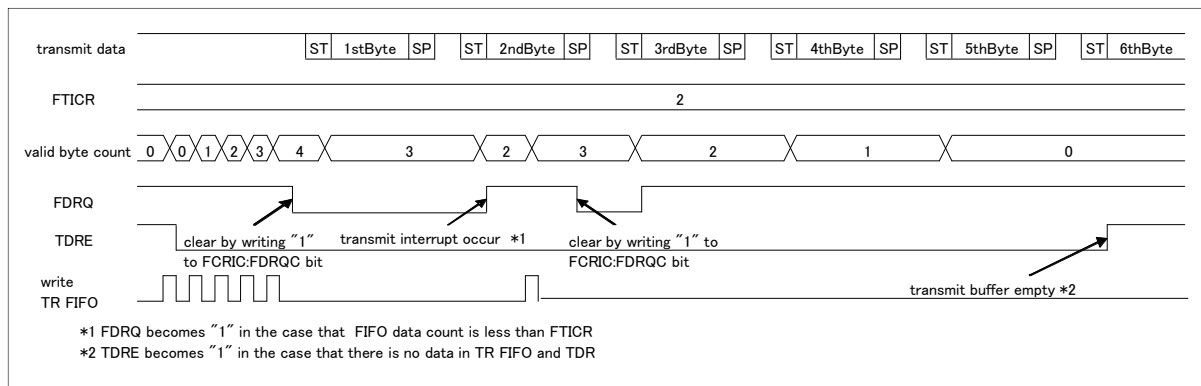 transmit data ST 1stByte SP ST 2ndByte SP ST 3rdByte SP ST 4thByte SP ST 5thByte SP ST 6thByte
FTICR 2
valid byte count 0 0 1 2 3 4 3 2 3 2 1 0
FDRQ
TDRE
clear by writing "1"
to FCRIC:FDRQC bit
transmit interrupt occur *1
clear by writing "1" to
FCRIC:FDRQC bit
write
TR FIFO
transmit buffer empty *2
*1 FDRQ becomes "1" in the case that FIFO data count is less than FTICR
*2 TDRE becomes "1" in the case that there is no data in TR FIFO and TDR